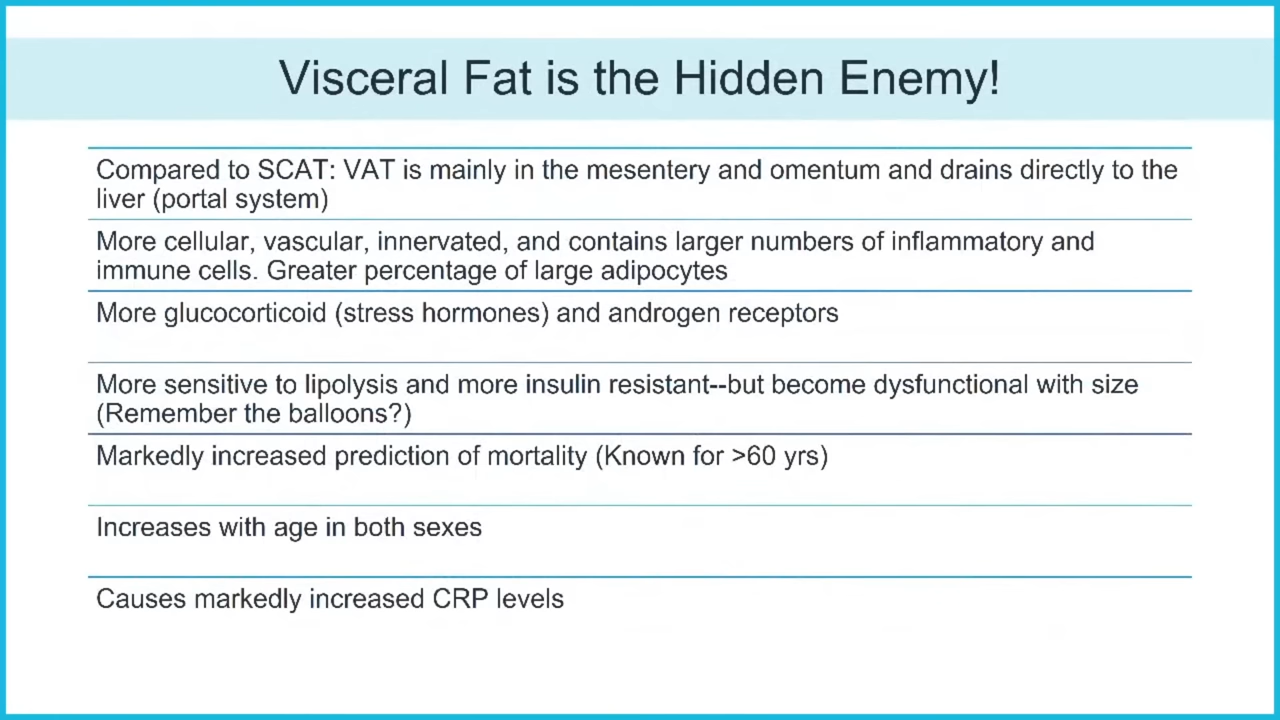 Visceral Fat is the Hidden Enemy!
Compared to SCAT: VAT is mainly in the mesentery and omentum and drains directly to the
liver (portal system)
More cellular, vascular, innervated, and contains larger numbers of inflammatory and
immune cells. Greater percentage of large adipocytes
More glucocorticoid (stress hormones) and androgen receptors
More sensitive to lipolysis and more insulin resistant--but become dysfunctional with size
(Remember the balloons?)
Markedly increased prediction of mortality (Known for >60 yrs)
Increases with age in both sexes
Causes markedly increased CRP levels